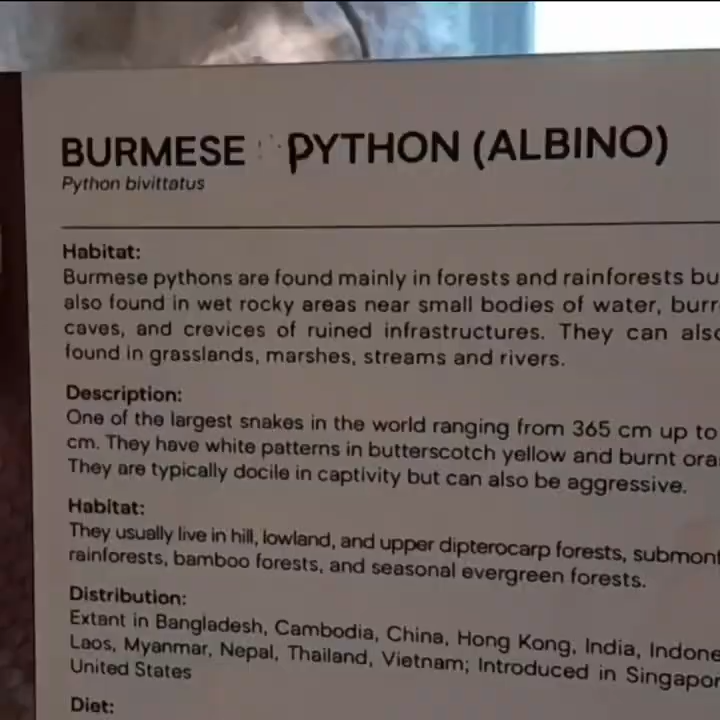 BURMESE PYTHON (ALBINO)
Python bivittatus
Habitat:
Burmese pythons are found mainly in forests and rainforests
also found in wet rocky areas near small bodies of water,
caves, and crevices of ruined infrastructures. They can
found in grasslands, marshes, streams and rivers.
Description:
One of the largest snakes in the world ranging from 365 cm up to
cm. They have white patterns in butterscotch yellow and burnt
They are typically docile in captivity but can also be aggressive.
Habitat:
They usually live in hill, lowland, and upper dipterocarp forests,
rainforests, bamboo forests, and seasonal evergreen forests.
Distribution:
Extant in Bangladesh, Cambodia, China, Hong Kong, India,
Laos, Myanmar, Nepal, Thailand, Vietnam; Introduced in
United States
Diet: